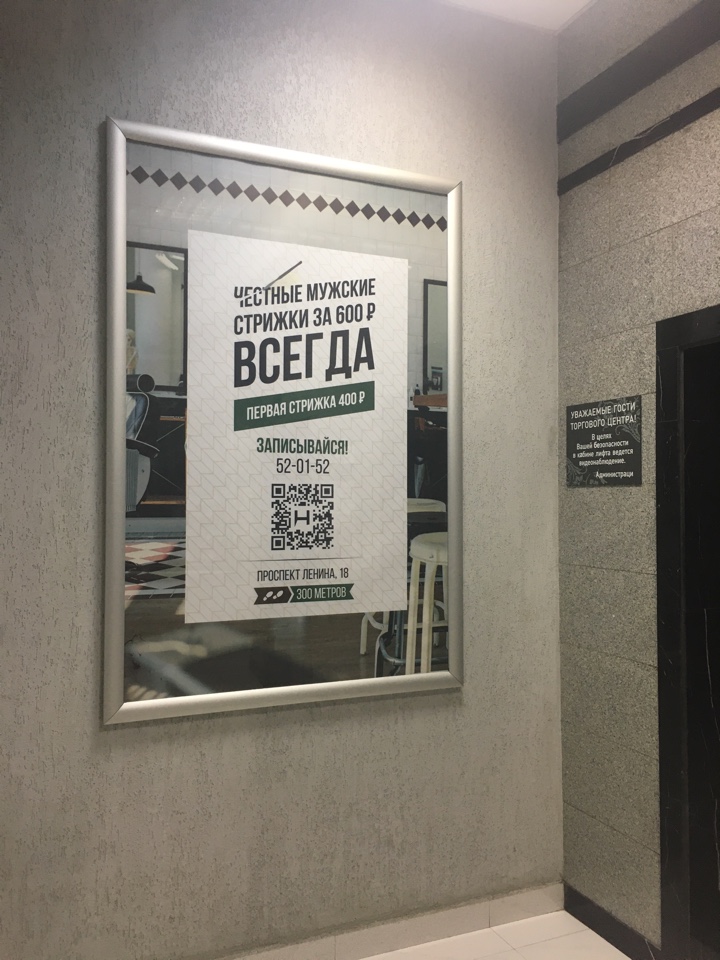 ЧЕСТНЫЕ МУЖСКИЕ
СТРИЖКИ ЗА 600 ₽
ВСЕГДА
ПЕРВАЯ СТРИЖКА 400 ₽
ЗАПИСЫВАЙСЯ!
52-01-52
ПРОСПЕКТ ЛЕНИНА, 18
300 МЕТРОВ
УВАЖАЕМЫЕ ГОСТИ
ТОРГОВОГО ЦЕНТРА!
В целях
Вашей безопасности
в кабине лифта ведется
видеонаблюдение.
Администраци